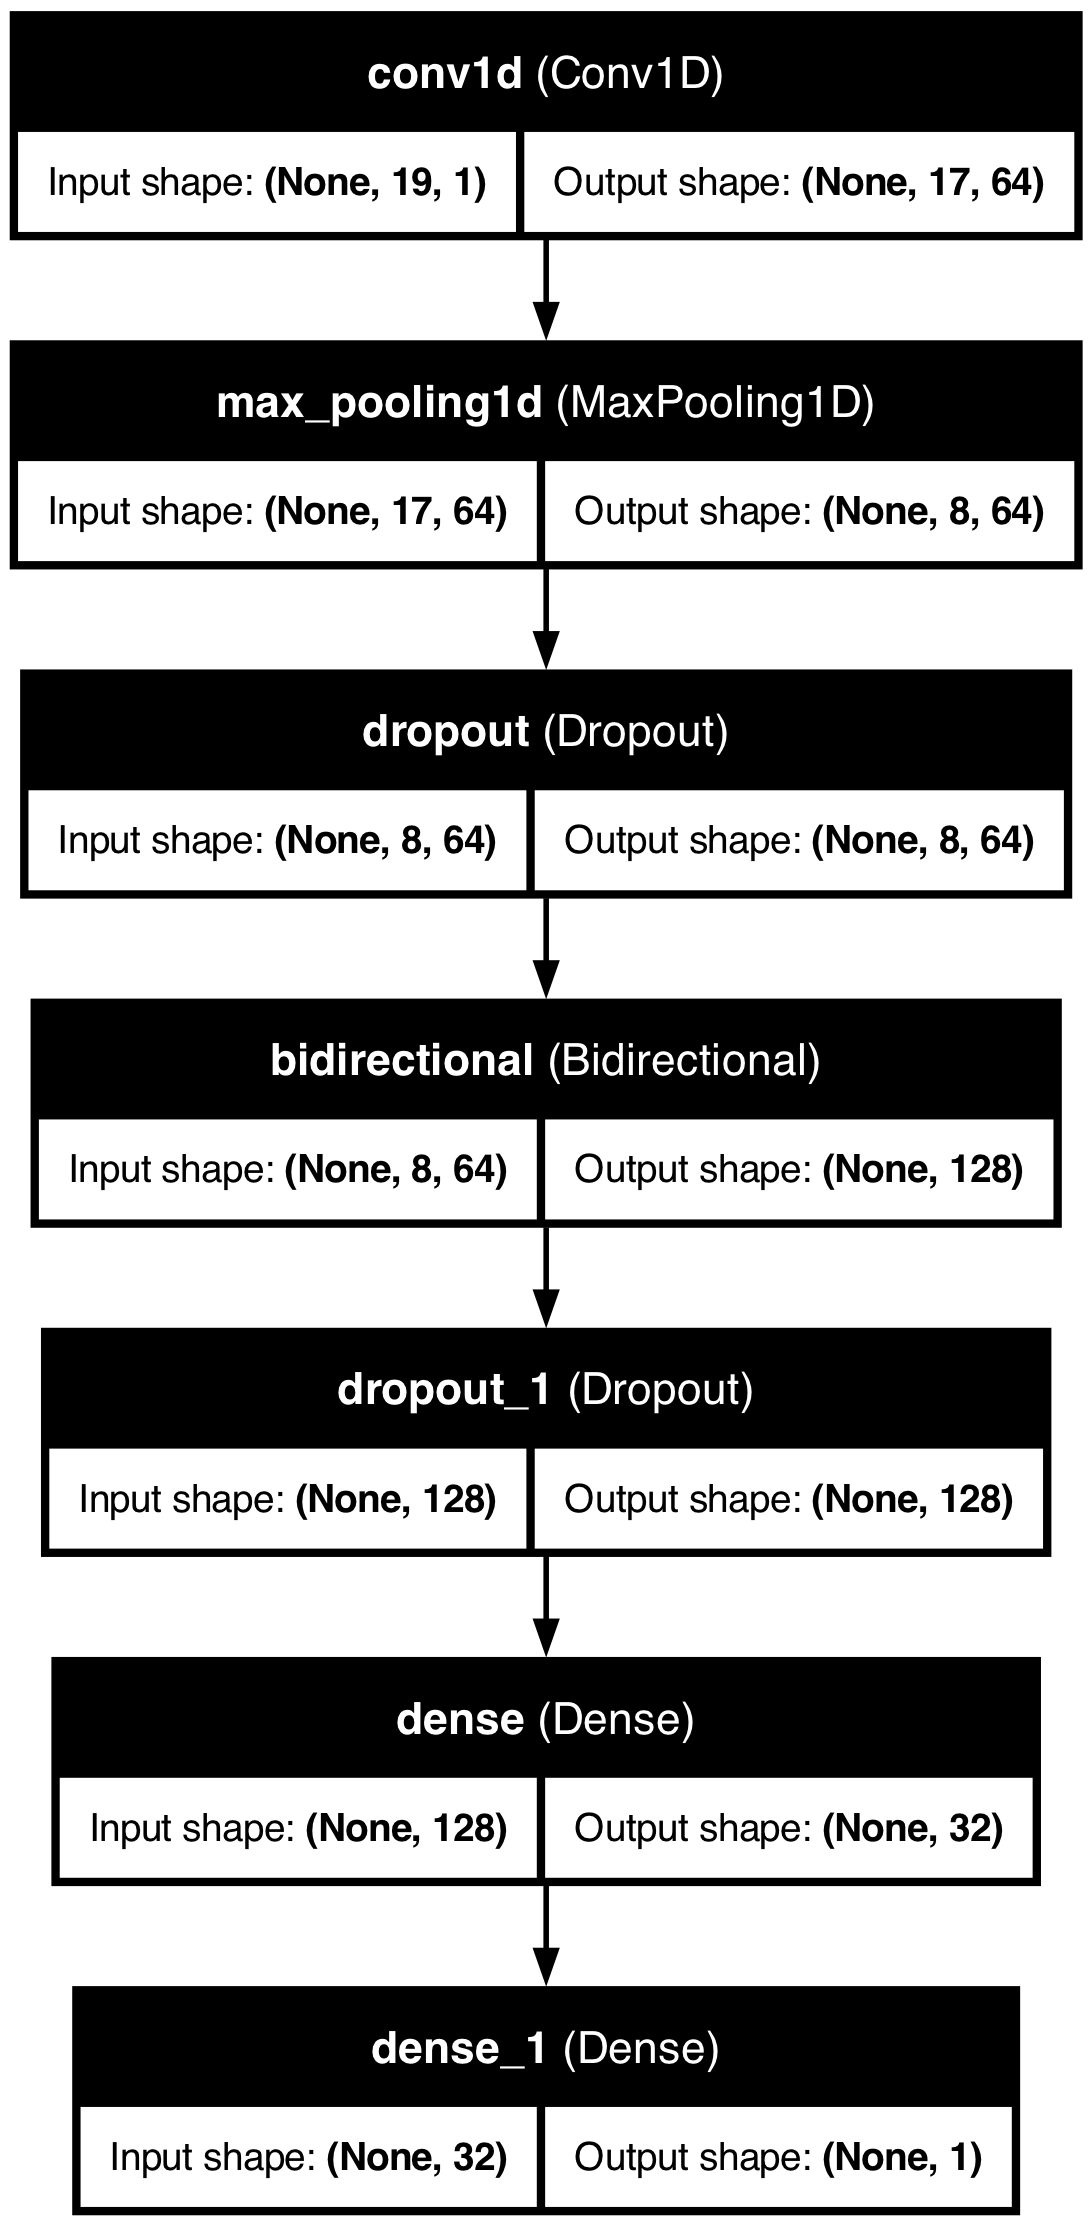 conv1d (Conv1D)
Input shape: (None, 19, 1) Output shape: (None, 17, 64)
max_pooling1d (MaxPooling1D)
Input shape: (None, 17, 64) Output shape: (None, 8, 64)
dropout (Dropout)
Input shape: (None, 8, 64) Output shape: (None, 8, 64)
bidirectional (Bidirectional)
Input shape: (None, 8, 64) Output shape: (None, 128)
dropout_1 (Dropout)
Input shape: (None, 128) Output shape: (None, 128)
dense (Dense)
Input shape: (None, 128) Output shape: (None, 32)
dense_1 (Dense)
Input shape: (None, 32) Output shape: (None, 1)